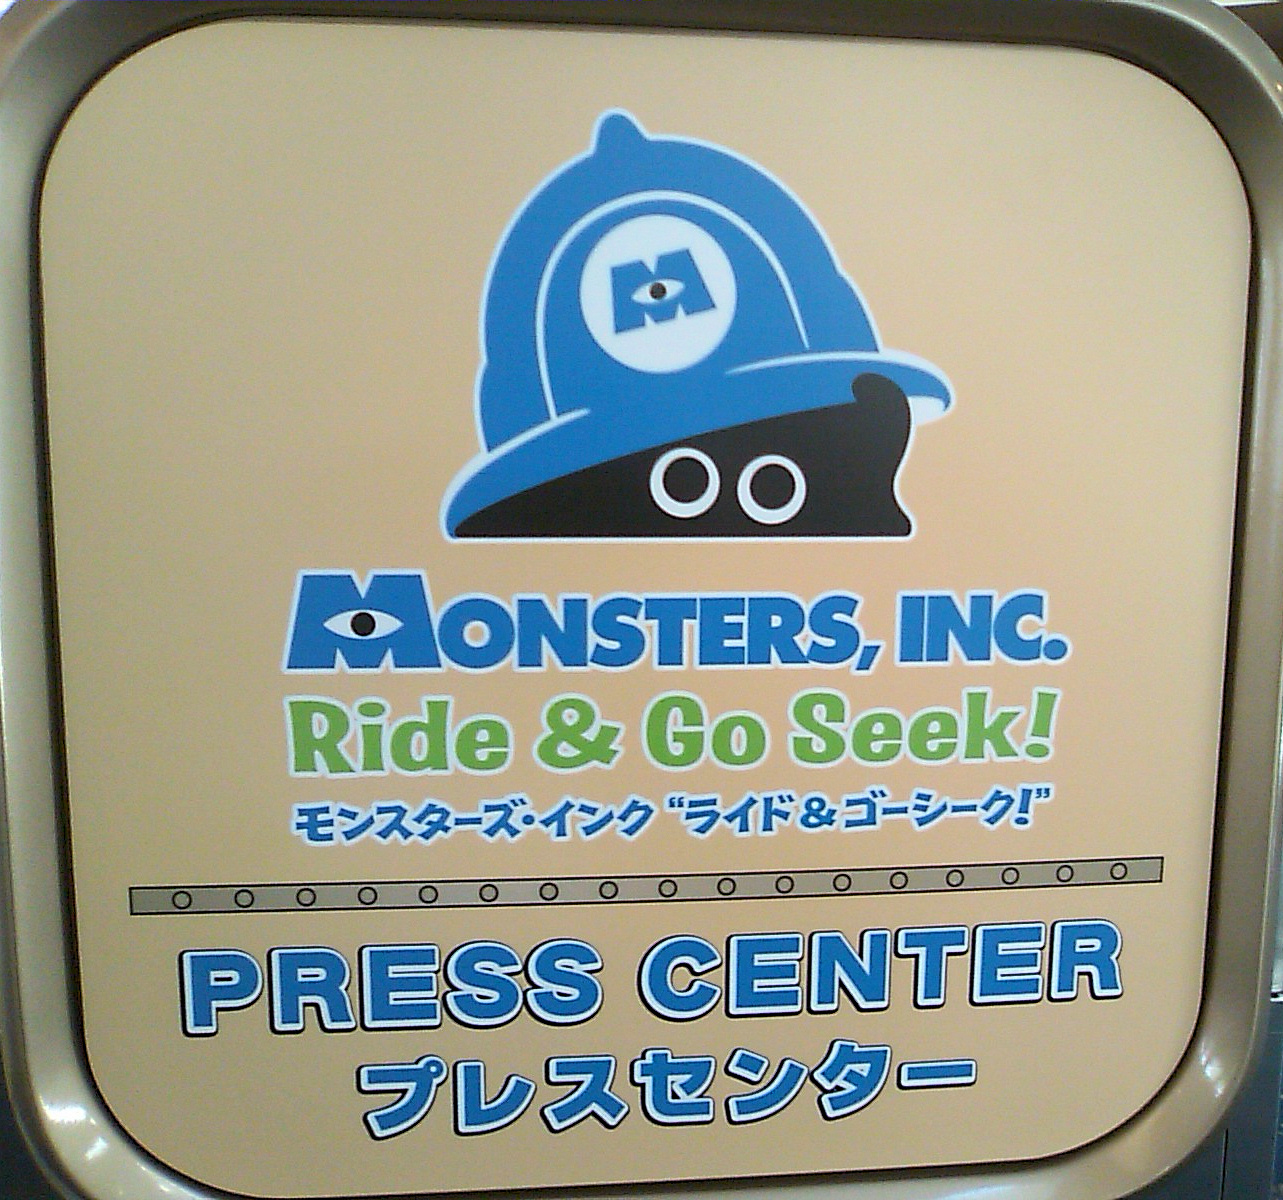 M
MONSTERS, INC.
Ride & Go Seek!
モンスターズ・インク “ライド&ゴーシーク!”
PRESS CENTER
プレスセンター